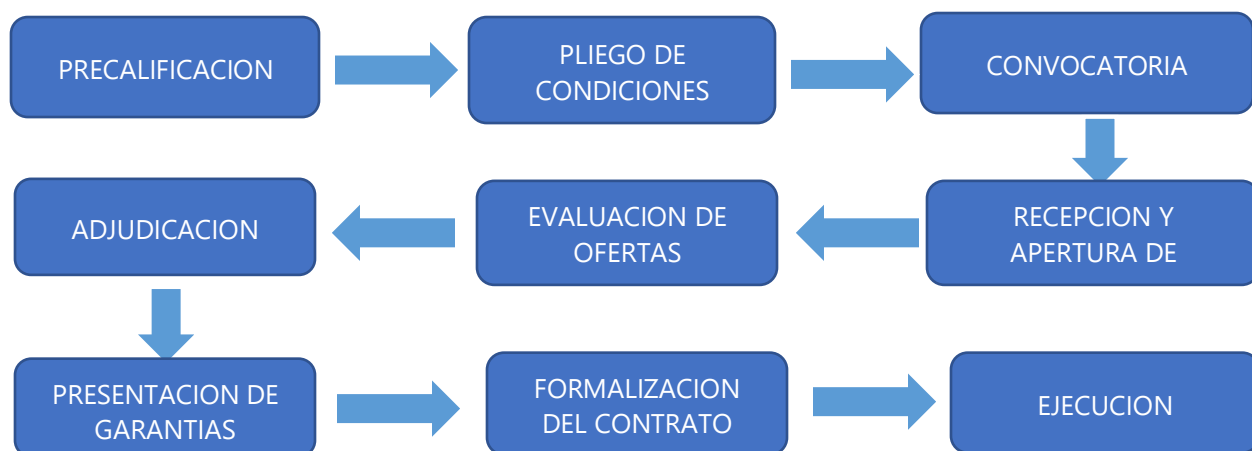 PRECALIFICACION
PLIEGO DE
CONDICIONES
CONVOCATORIA
RECEPCION Y
APERTURA DE
EVALUACION DE
OFERTAS
ADJUDICACION
PRESENTACION DE
GARANTIAS
FORMALIZACION
DEL CONTRATO
EJECUCION